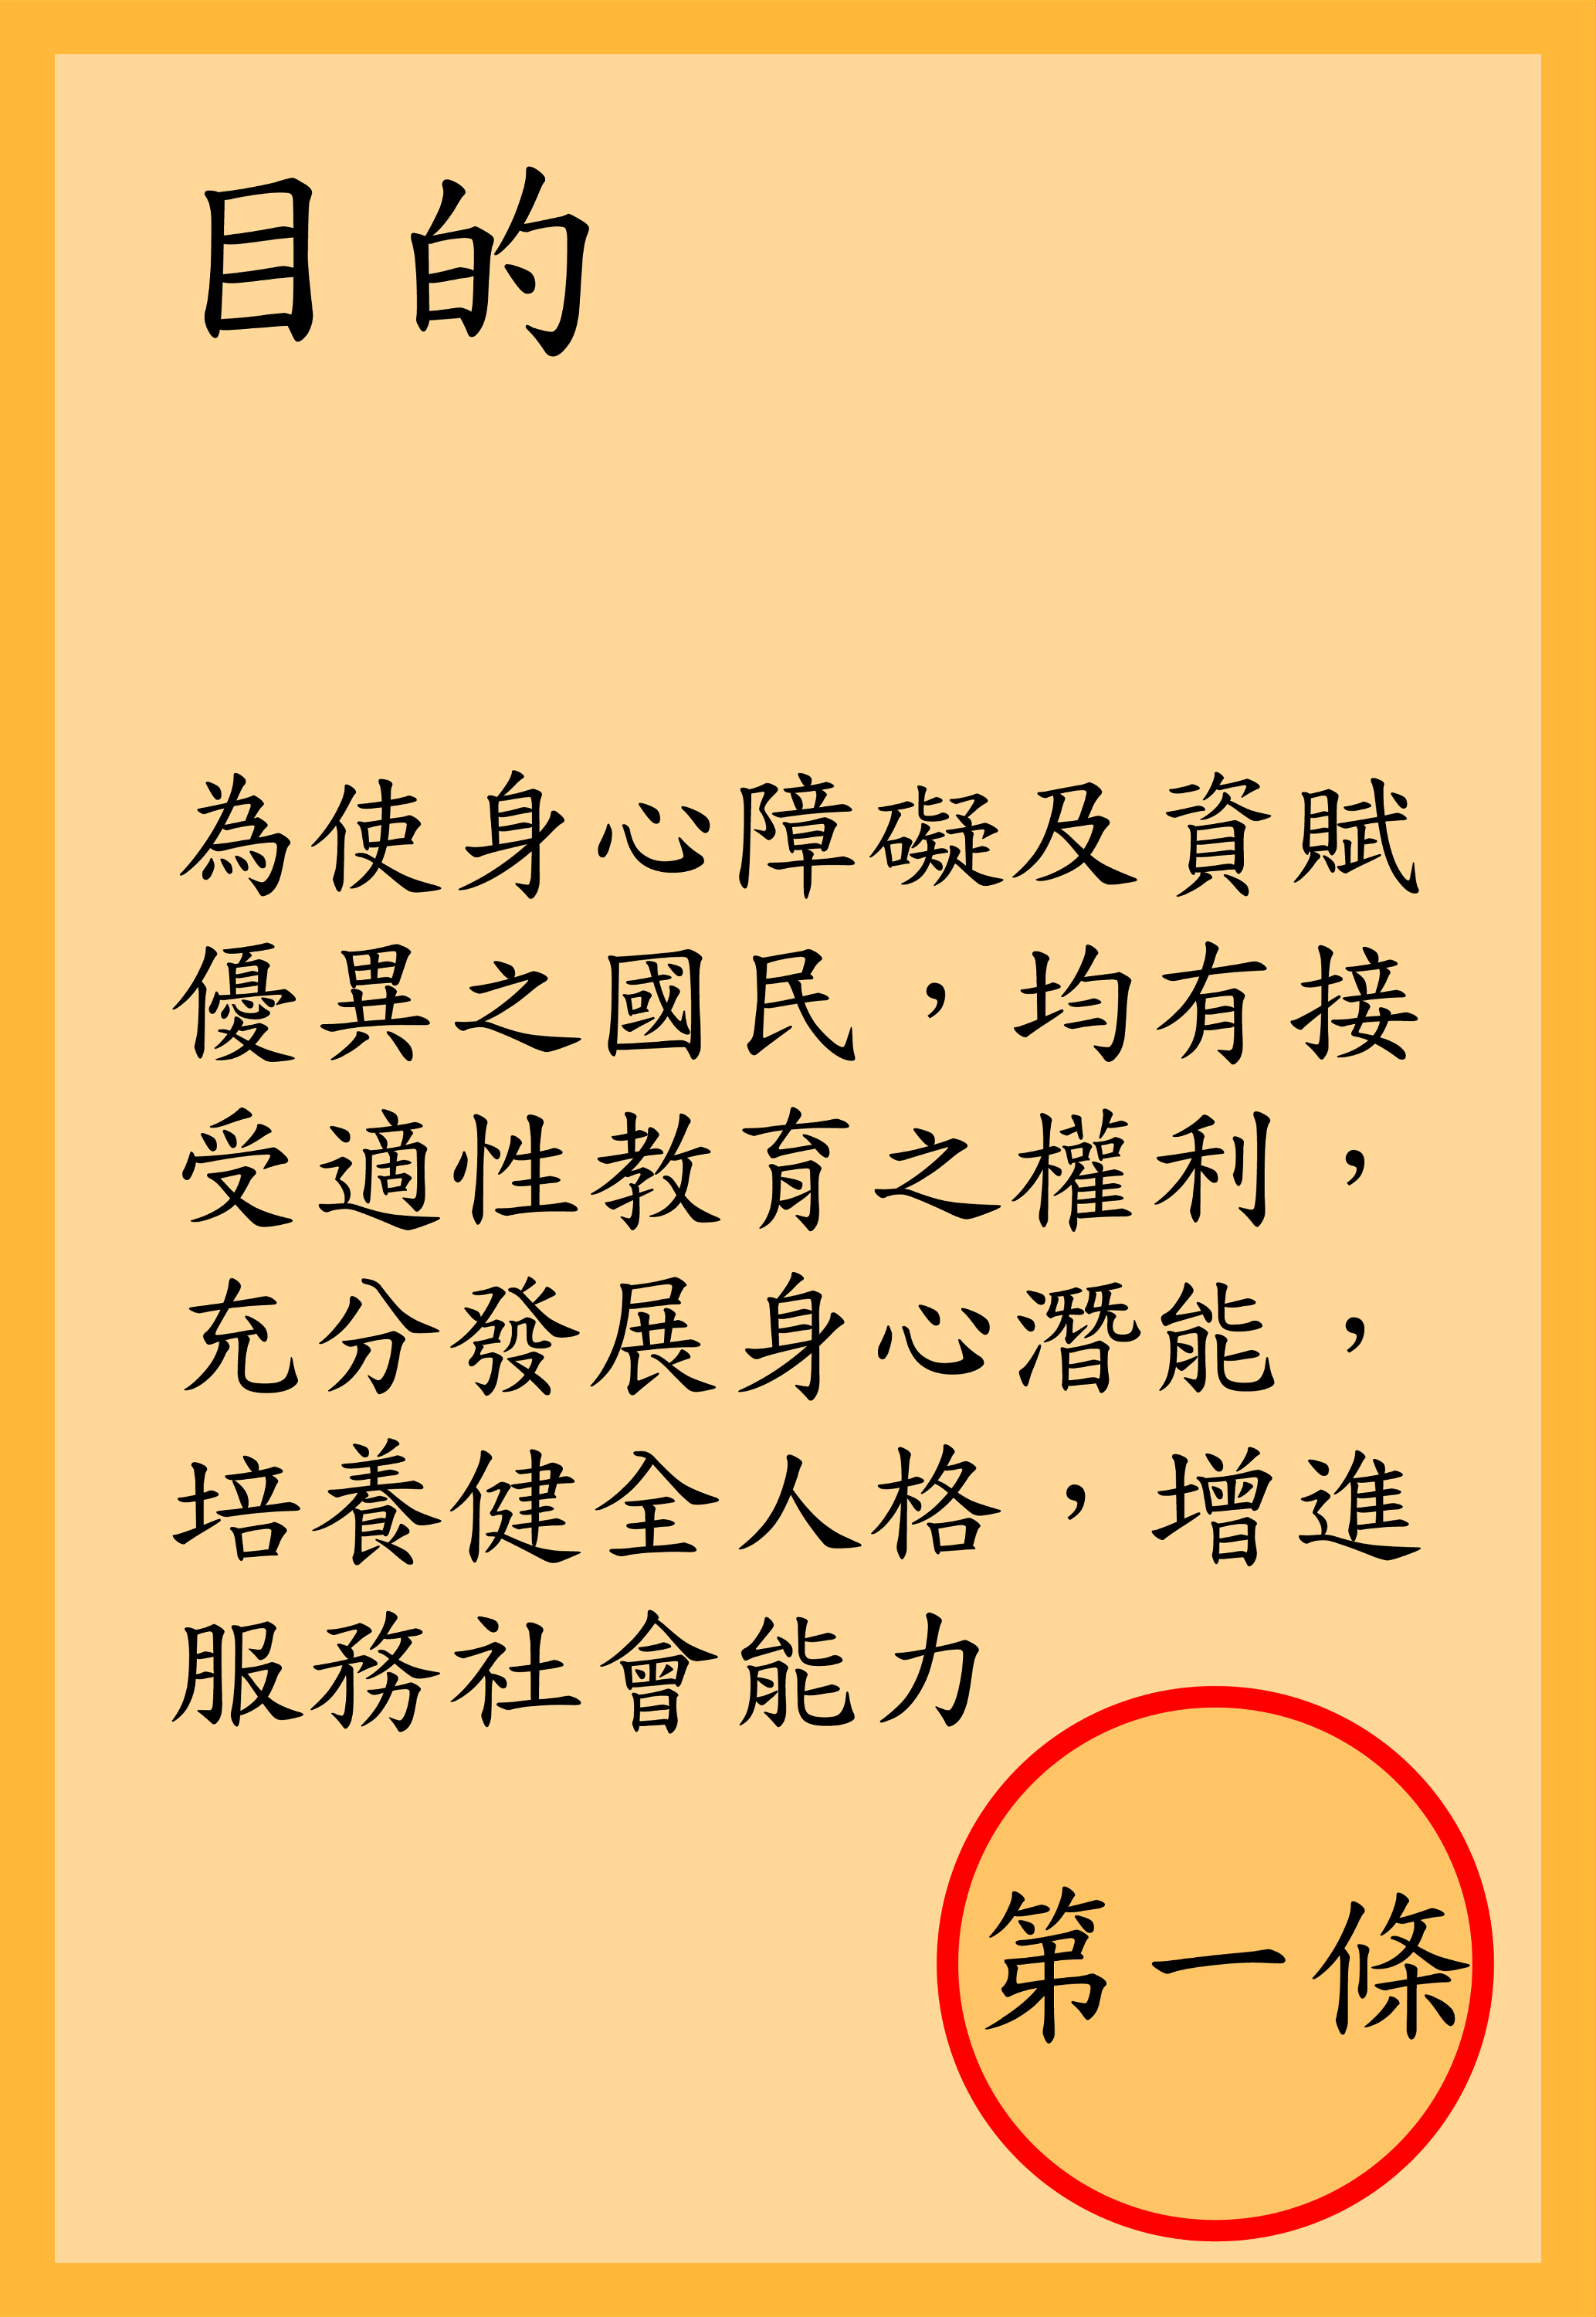 目的
為使身心障礙及資賦
優異之國民，均有接
受適性教育之權利；
充分發展身心潛能；
培養健全人格，增進
服務社會能力
第一條